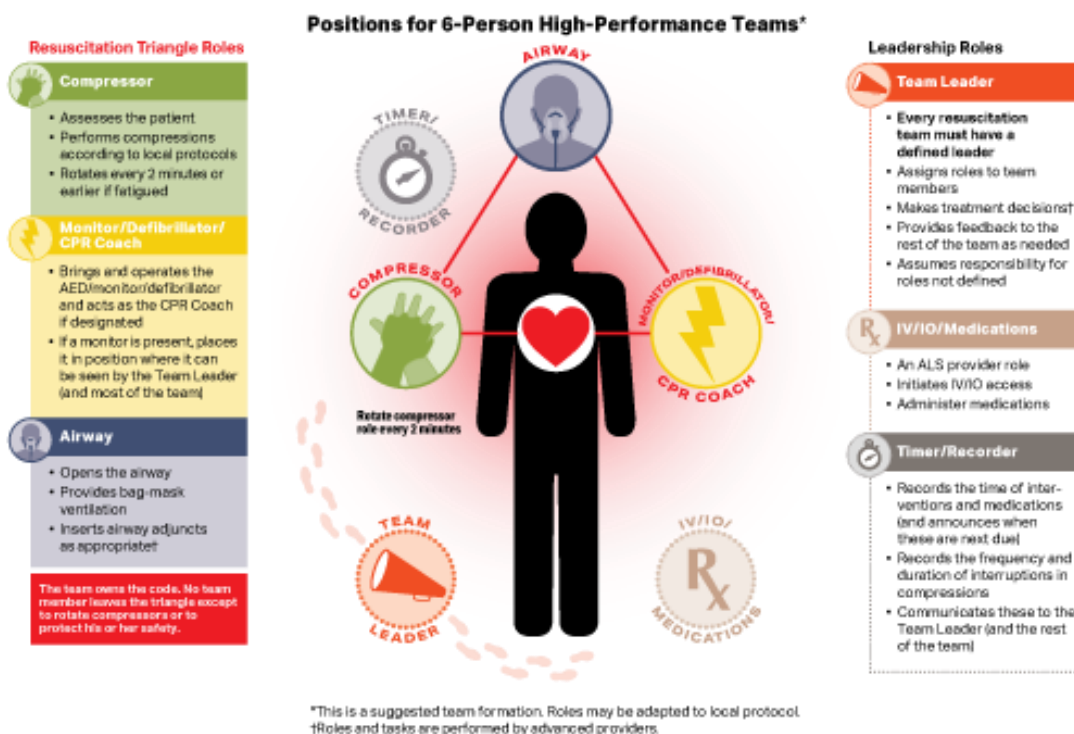 Positions for 6-Person High-Performance Teams*
Resuscitation Triangle Roles
Compressor
• Assesses the patient
• Performs compressions
according to local protocols
• Rotates every 2 minutes or
earlier if fatigued
Monitor/Defibrillator/
CPR Coach
• Brings and operates the
AED/monitor/defibrillator
and acts as the CPR Coach
if designated
• If a monitor is present, places
it in position where it can
be seen by the Team Leader
(and most of the team)
Airway
• Opens the airway
• Provides bag-mask
ventilation
• Inserts airway adjuncts
as appropriate†
The team owns the code. No team
member leaves the triangle except
to rotate compressors or to
protect his or her safety.
AIRWAY
TIMER/
RECORDER
COMPRESSOR
MONITOR/DEFIBRILLATOR/
CPR COACH
Rotate compressor
role every 2 minutes
TEAM
LEADER
IV/IO/
MEDICATIONS
Rx
Leadership Roles
Team Leader
• Every resuscitation
team must have a
defined leader
• Assigns roles to team
members
• Makes treatment decisions†
• Provides feedback to the
rest of the team as needed
• Assumes responsibility for
roles not defined
Rx
IV/IO/Medications
• An ALS provider role
• Initiates IV/IO access
• Administer medications
Timer/Recorder
• Records the time of inter-
ventions and medications
(and announces when
these are next due)
• Records the frequency and
duration of interruptions in
compressions
• Communicates these to the
Team Leader (and the rest
of the team)
*This is a suggested team formation. Roles may be adapted to local protocol.
†Roles and tasks are performed by advanced providers.